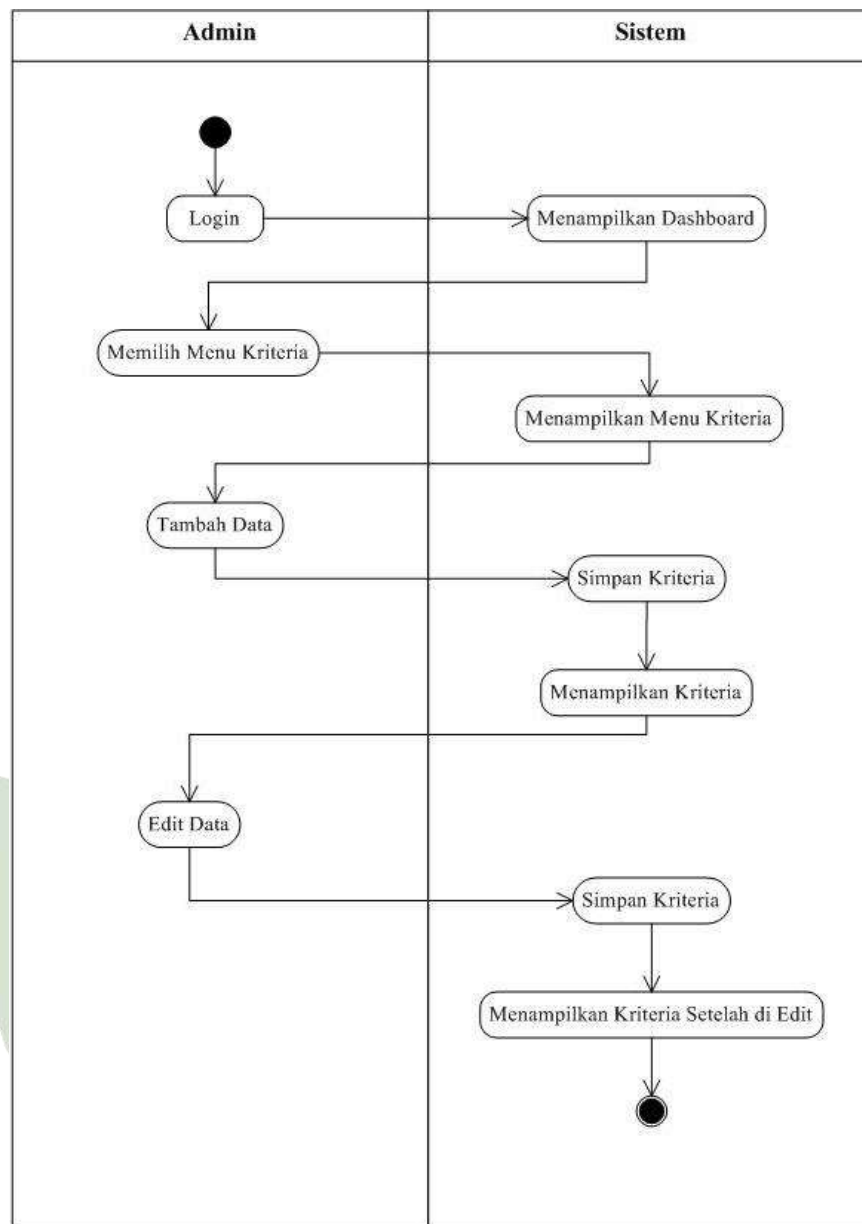 Admin
Sistem
Login
Menampilkan Dashboard
Memilih Menu Kriteria
Menampilkan Menu Kriteria
Tambah Data
Simpan Kriteria
Menampilkan Kriteria
Edit Data
Simpan Kriteria
Menampilkan Kriteria Setelah di Edit